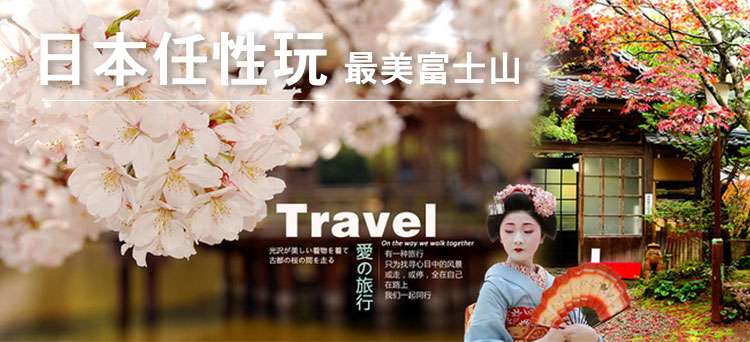 日本任性玩 最美富士山
Travel
On the way we walk together
光沢が美しい着物を着て
古都の桜の間を走る
愛の旅行
有一种旅行
只为找寻心目中的风景
或走，或停，全在自己
在路上
我们一起同行